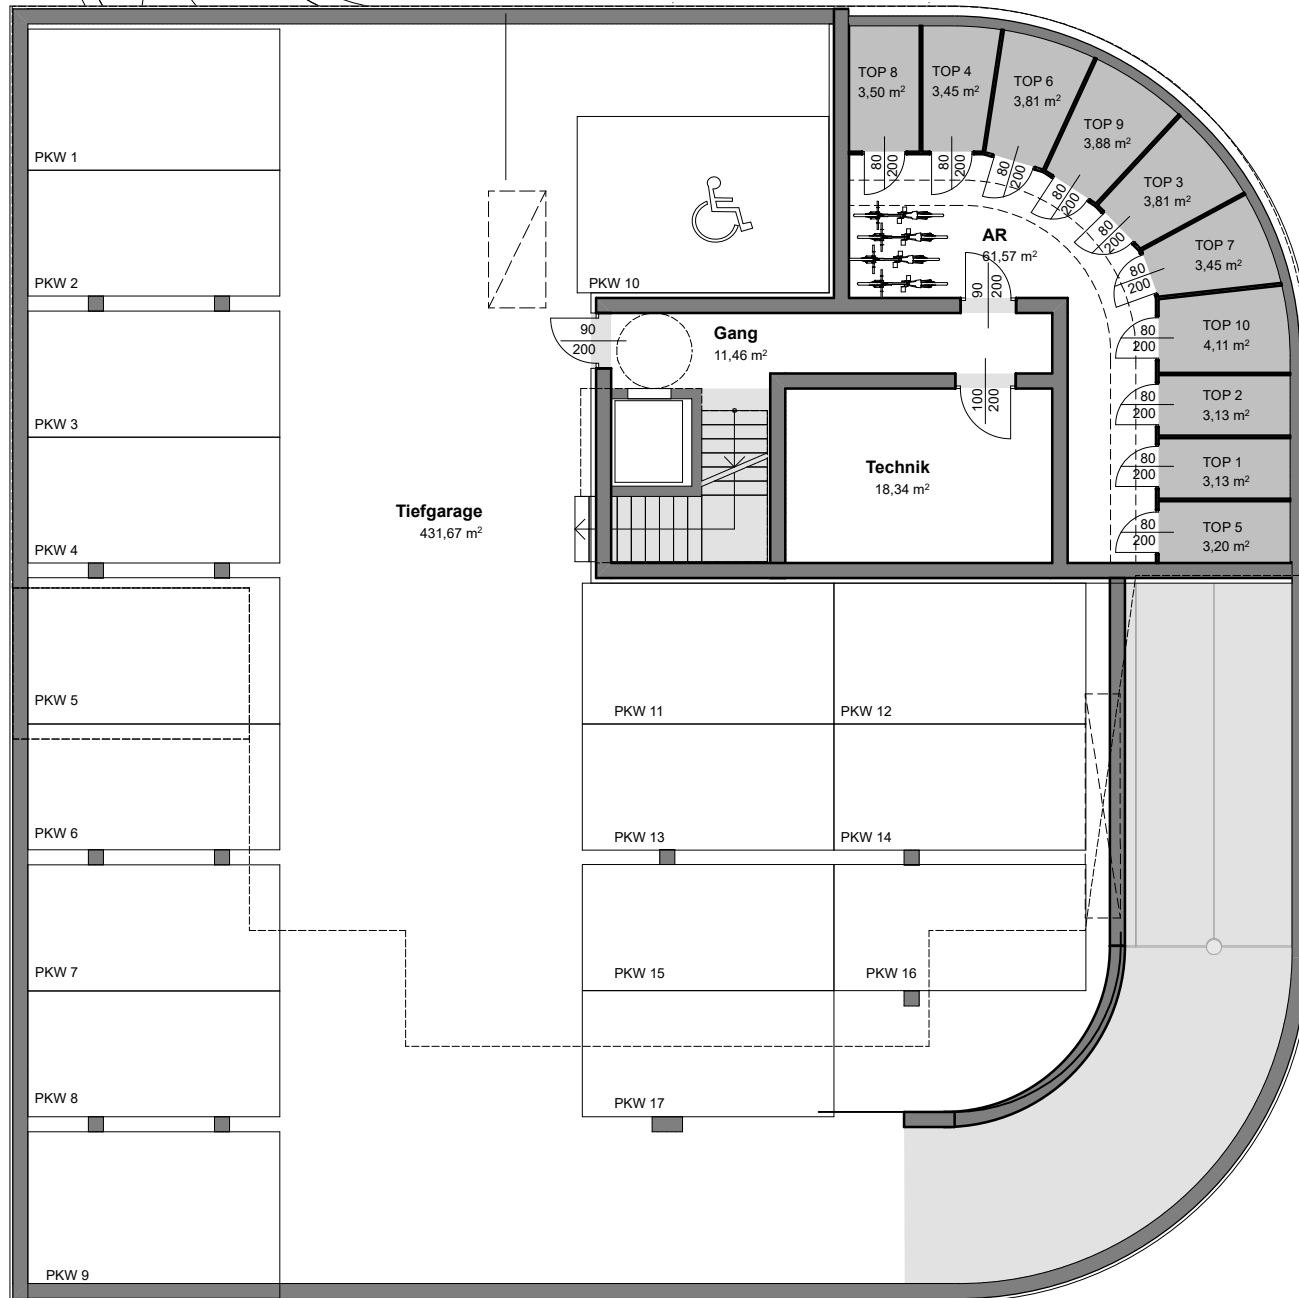 TOP 8
3,50 m²
TOP 4
3,45 m²
TOP 6
3,81 m²
TOP 9
3,88 m²
TOP 3
3,81 m²
TOP 7
3,45 m²
TOP 10
4,11 m²
TOP 2
3,13 m²
TOP 1
3,13 m²
TOP 5
3,20 m²
80
200
80
200
80
200
80
200
80
200
80
200
80
200
80
200
80
200
80
200
AR
61,57 m²
90
200
PKW 1
PKW 2
PKW 10
90
200
Gang
11,46 m²
100
200
PKW 3
PKW 4
Technik
18,34 m²
Tiefgarage
431,67 m²
PKW 5
PKW 11
PKW 12
PKW 6
PKW 13
PKW 14
PKW 7
PKW 15
PKW 16
PKW 8
PKW 17
PKW 9